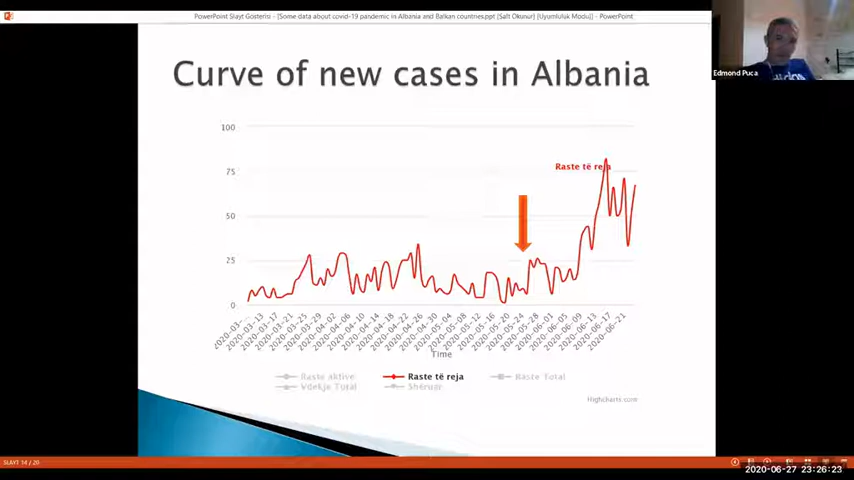 PowerPoint Slayt Gösterisi - [Some data about covid-19 pandemic in Albania and Balkan countries.ppt [Salt Okunur] [Uyumluluk Modu]] - PowerPoint
Edmond Puca
Curve of new cases in Albania
100
75
50
25
0
Raste të reja
2020-03-...
2020-03-13
2020-03-17
2020-03-21
2020-03-25
2020-03-29
2020-04-02
2020-04-06
2020-04-10
2020-04-14
2020-04-18
2020-04-22
2020-04-26
2020-04-30
2020-05-04
2020-05-08
2020-05-12
2020-05-16
2020-05-20
2020-05-24
2020-05-28
2020-06-01
2020-06-05
2020-06-09
2020-06-13
2020-06-17
2020-06-21
Time
Raste aktive
Raste të reja
Raste Total
Vdekje Total
Shëruar
Highcharts.com
SLAYT 14 / 20
2020-06-27 23:26:23